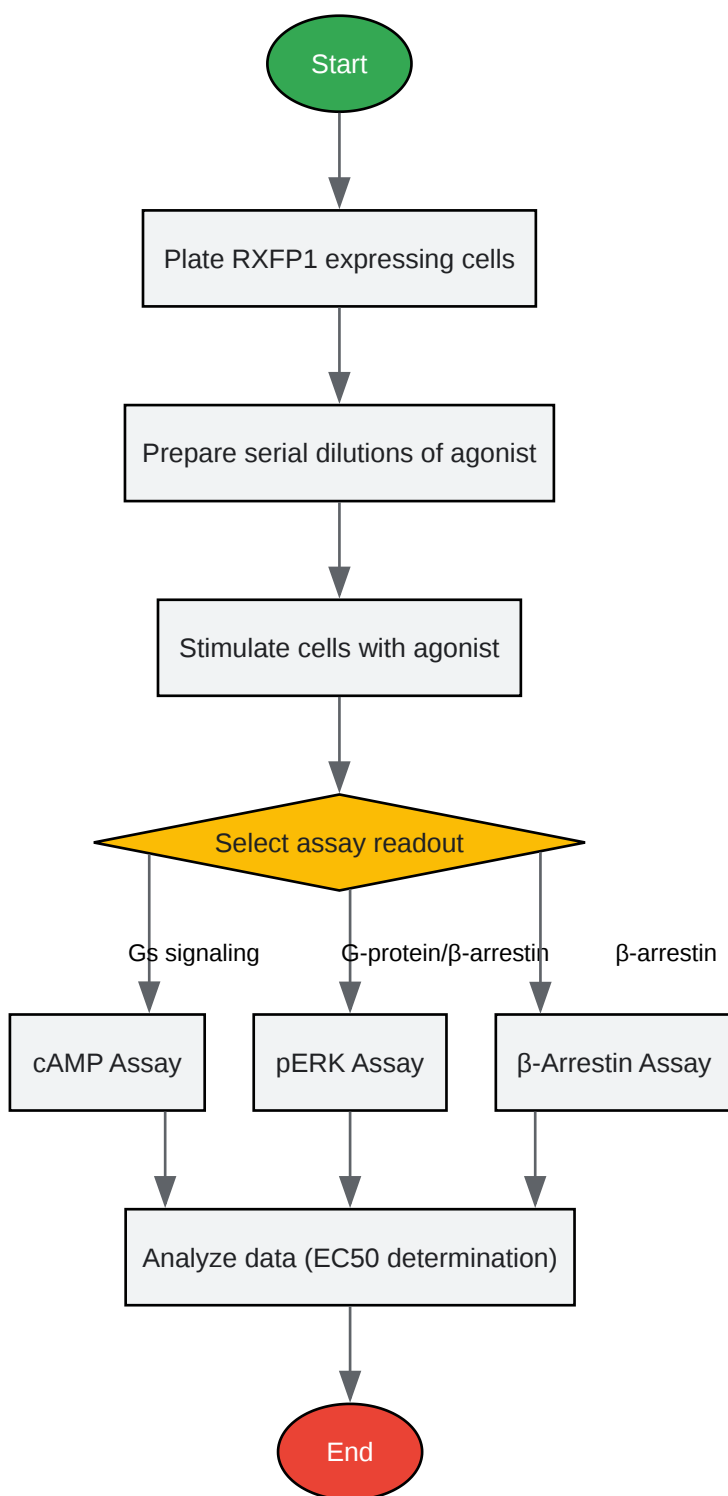 Start
Plate RXFP1 expressing cells
Prepare serial dilutions of agonist
Stimulate cells with agonist
Select assay readout
Gs signaling
G-protein/β-arrestin
β-arrestin
cAMP Assay
pERK Assay
β-Arrestin Assay
Analyze data (EC50 determination)
End